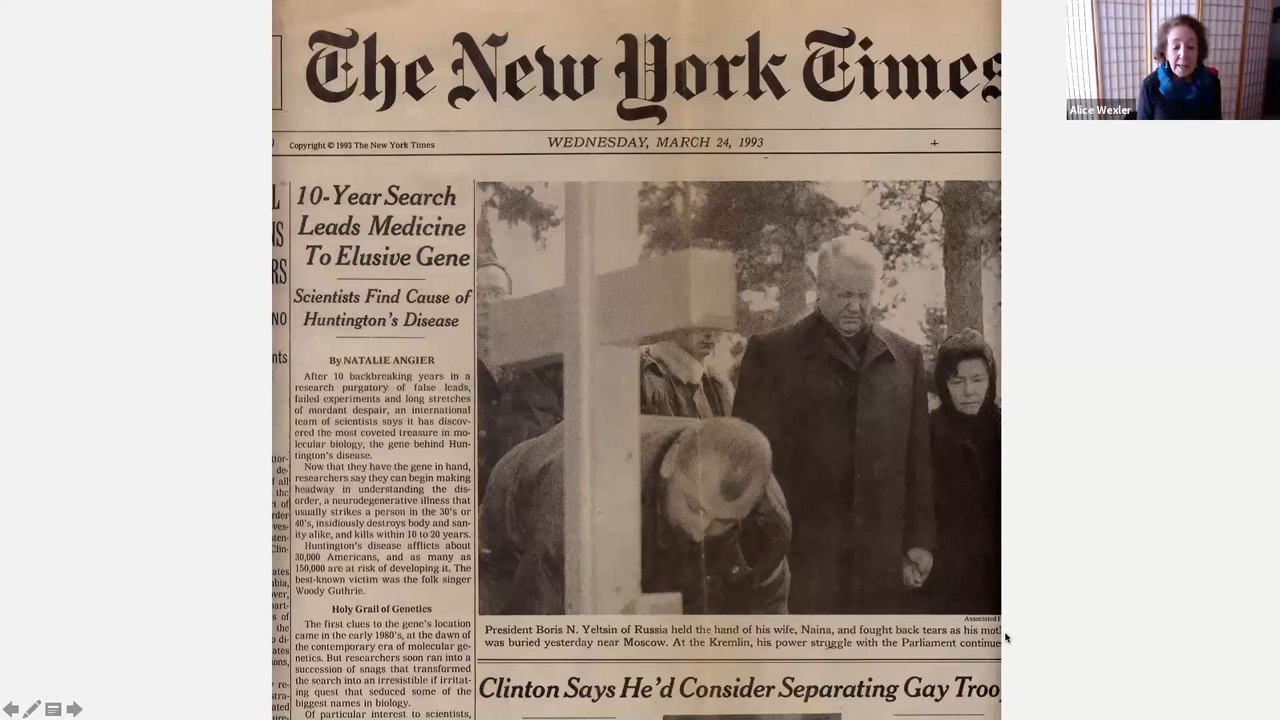 The New York Times
Copyright © 1993 The New York Times
WEDNESDAY, MARCH 24, 1993
+
10-Year Search
Leads Medicine
To Elusive Gene
Scientists Find Cause of
Huntington's Disease
By NATALIE ANGIER
After 10 backbreaking years in a
research purgatory of false leads,
failed experiments and long stretches
of mordant despair, an international
team of scientists says it has discov-
ered the most coveted treasure in mo-
lecular biology, the gene behind Hun-
tington's disease.
Now that they have the gene in hand,
researchers say they can begin making
headway in understanding the dis-
order, a neurodegenerative illness that
usually strikes a person in the 30's or
40's, insidiously destroys body and san-
ity alike, and kills within 10 to 20 years.
Huntington's disease afflicts about
30,000 Americans, and as many as
150,000 are at risk of developing it. The
best-known victim was the folk singer
Woody Guthrie.
Holy Grail of Genetics
The first clues to the gene's location
came in the early 1980's, at the dawn of
the contemporary era of molecular ge-
netics. But researchers soon ran into a
succession of snags that transformed
the search into an irresistible if irritat-
ing quest that seduced some of the
biggest names in biology.
Of particular interest to scientists,
Associated P
President Boris N. Yeltsin of Russia held the hand of his wife, Naina, and fought back tears as his mot
was buried yesterday near Moscow. At the Kremlin, his power struggle with the Parliament continue
Clinton Says He'd Consider Separating Gay Troo
Alice Wexler